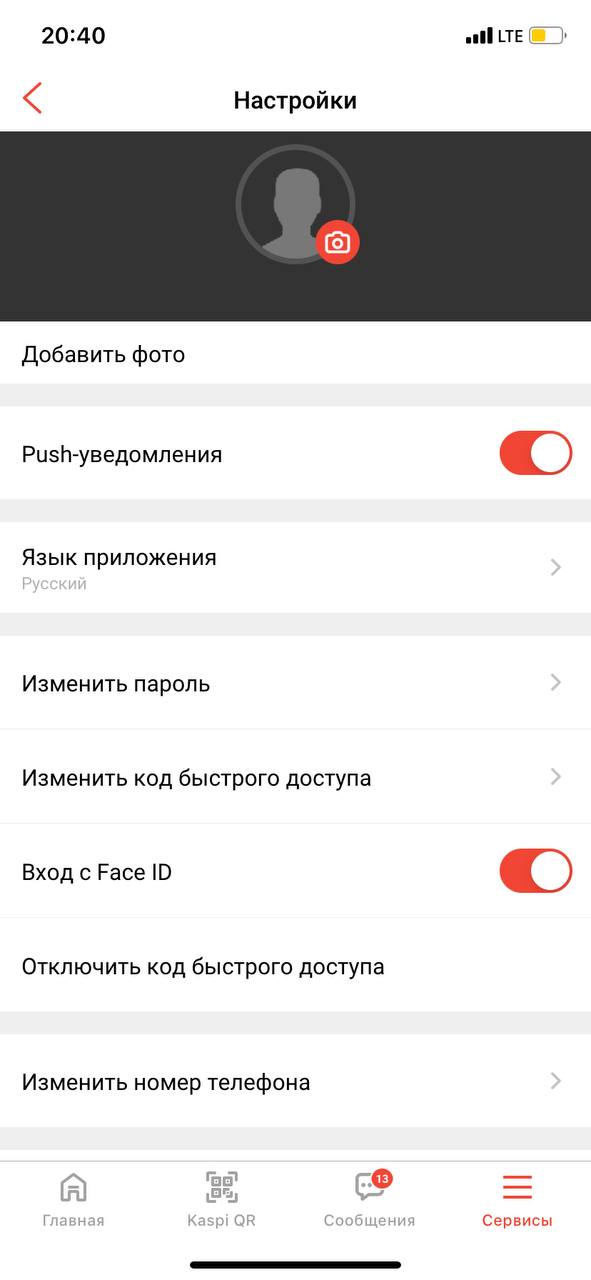 20:40
LTE
Настройки
Добавить фото
Push-уведомления
Язык приложения
Русский
Изменить пароль
Изменить код быстрого доступа
Вход с Face ID
Отключить код быстрого доступа
Изменить номер телефона
13
Главная
Kaspi QR
Сообщения
Сервисы